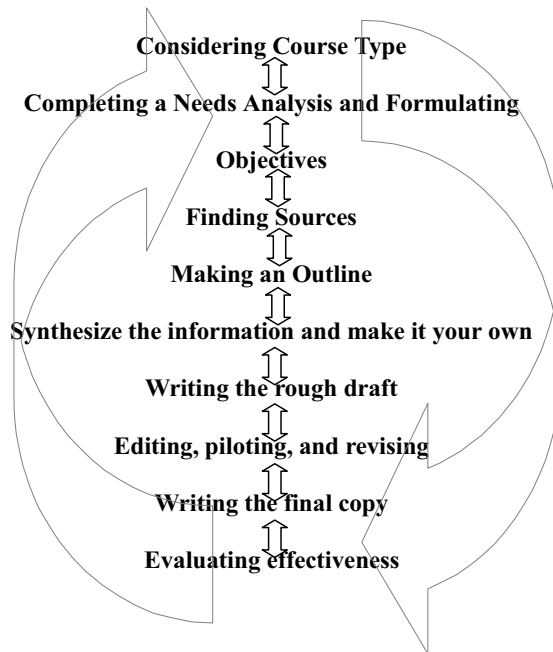 Considering Course Type
Completing a Needs Analysis and Formulating
Objectives
Finding Sources
Making an Outline
Synthesize the information and make it your own
Writing the rough draft
Editing, piloting, and revising
Writing the final copy
Evaluating effectiveness